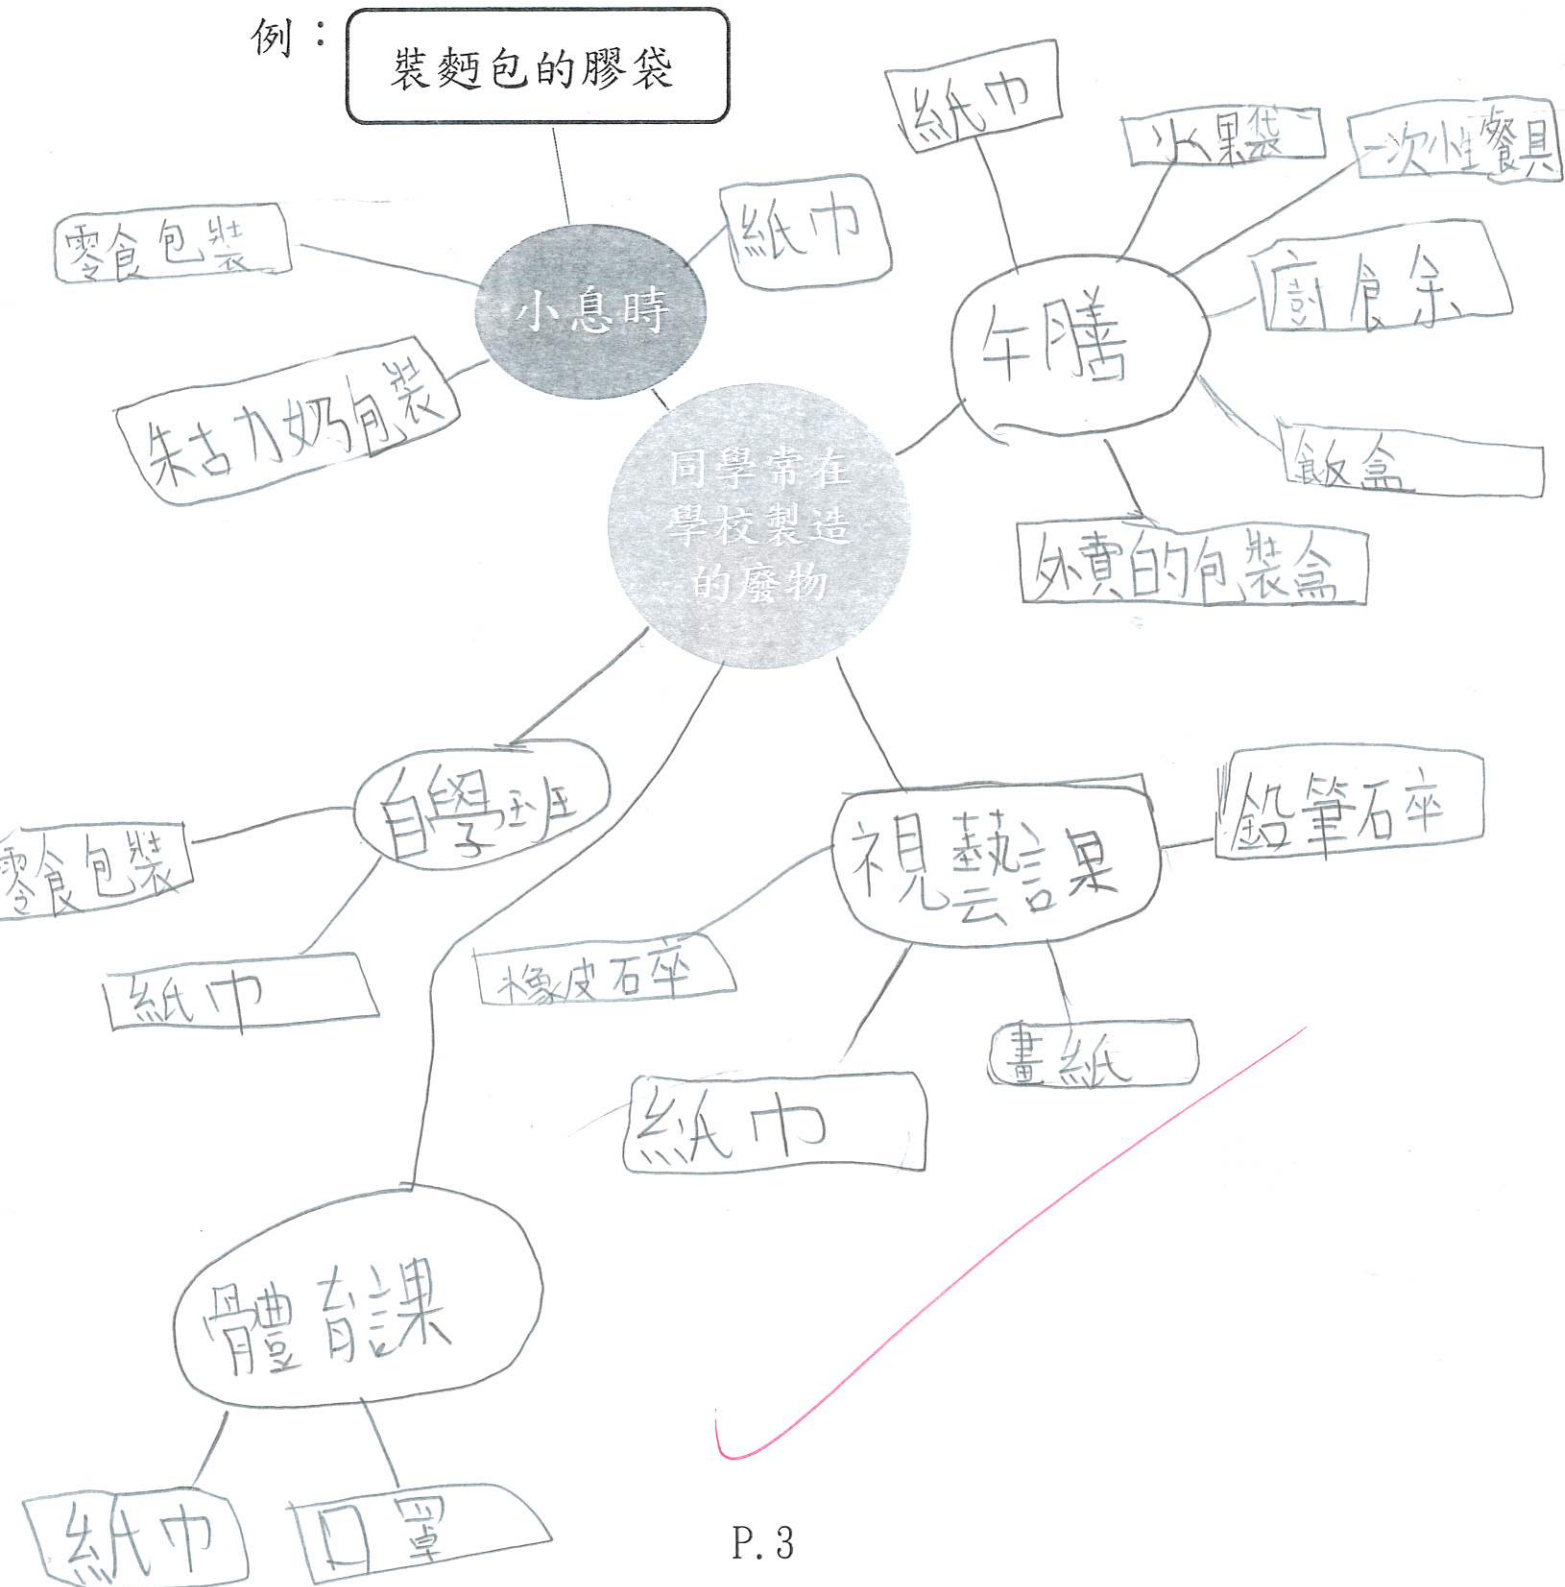 例：
裝麪包的膠袋
紙巾
水果袋
一次性餐具
零食包裝
紙巾
小息時
廚食余
午膳
朱古力奶包裝
飯盒
同學常在
學校製造
的廢物
外賣的包裝盒
自學班
鉛筆碎
零食包裝
視藝課
橡皮碎
紙巾
畫紙
紙巾
體育課
紙巾
口罩
P.3